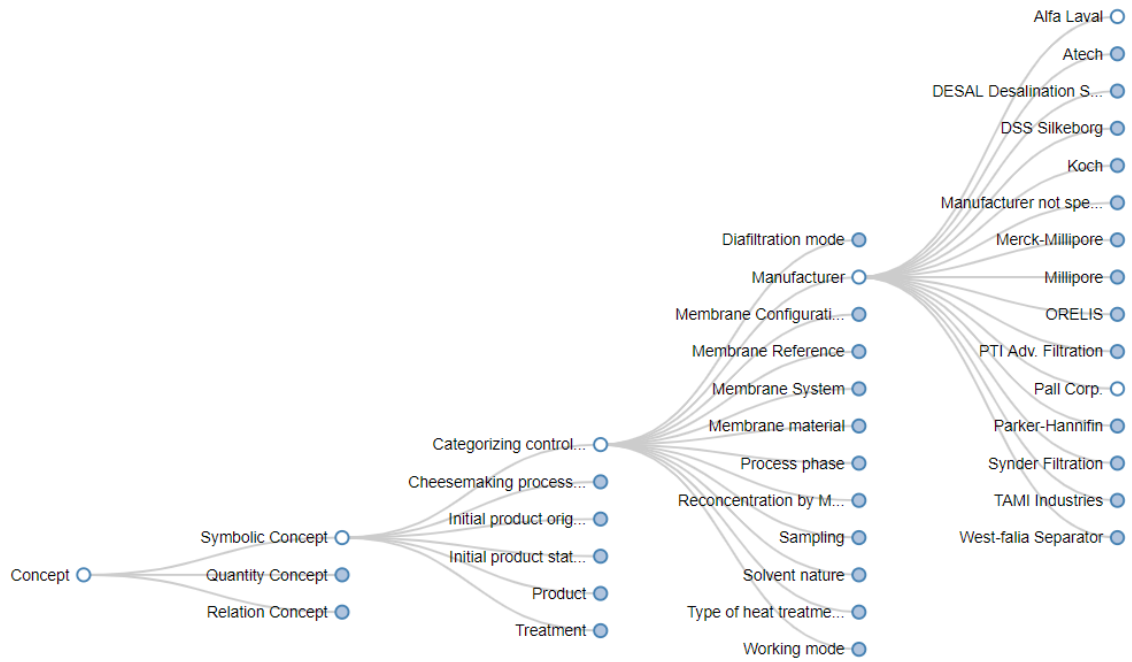 Concept
Symbolic Concept
Quantity Concept
Relation Concept
Categorizing control...
Cheesemaking process...
Initial product orig...
Initial product stat...
Product
Treatment
Diafiltration mode
Manufacturer
Membrane Configurati...
Membrane Reference
Membrane System
Membrane material
Process phase
Reconcentration by M...
Sampling
Solvent nature
Type of heat treatme...
Working mode
Alfa Laval
Atech
DESAL Desalination S...
DSS Silkeborg
Koch
Manufacturer not spe...
Merck-Millipore
Millipore
ORELIS
PTI Adv. Filtration
Pall Corp.
Parker-Hannifin
Synder Filtration
TAMI Industries
West-falia Separator